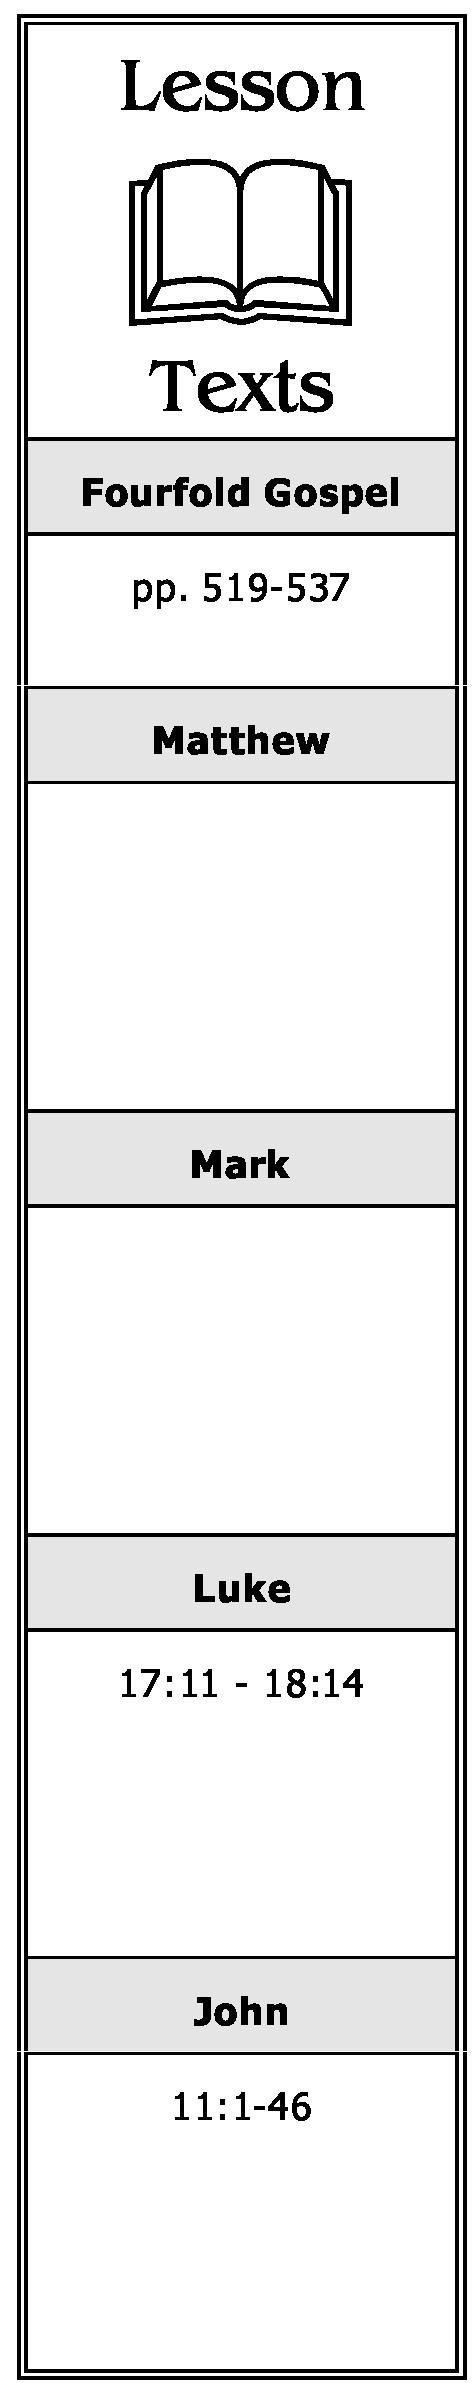 Lesson
Texts
Fourfold Gospel
pp. 519-537
Matthew
Mark
Luke
17:11 - 18:14
John
11:1-46